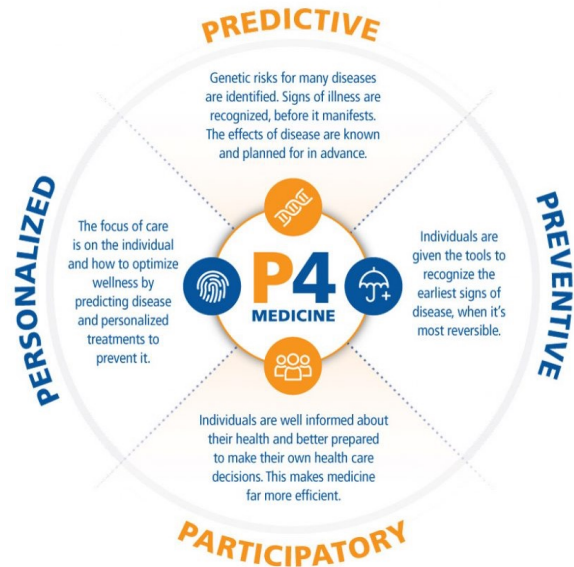 PREDICTIVE
Genetic risks for many diseases
are identified. Signs of illness are
recognized, before it manifests.
The effects of disease are known
and planned for in advance.
PERSONALIZED
The focus of care
is on the individual
and how to optimize
wellness by
predicting disease
and personalized
treatments to
prevent it.
P4
MEDICINE
PREVENTIVE
Individuals are
given the tools to
recognize the
earliest signs of
disease, when it's
most reversible.
Individuals are well informed about
their health and better prepared
to make their own health care
decisions. This makes medicine
far more efficient.
PARTICIPATORY